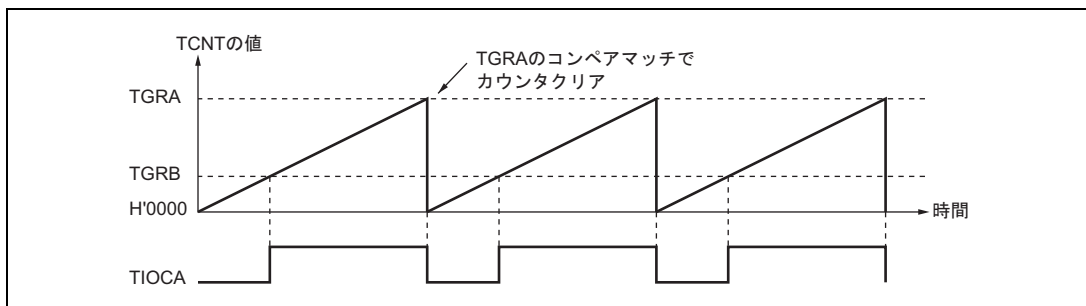 TCNTの値
TGRAのコンペアマッチで
カウンタクリア
TGRA
TGRB
H'0000
時間
TIOCA